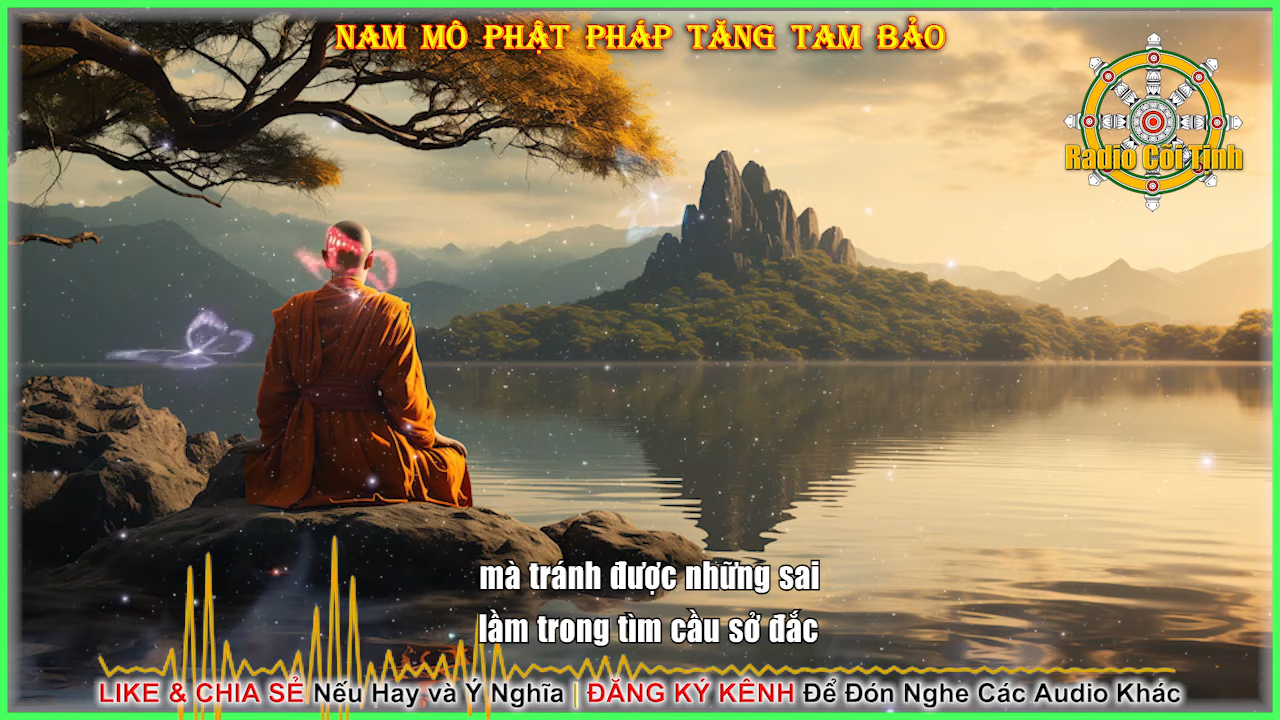 NAM MÔ PHẬT PHÁP TĂNG TAM BẢO
Radio Cõi Tịnh
mà tránh được những sai
lầm trong tìm cầu sở đắc
LIKE & CHIA SẺ Nếu Hay và Ý Nghĩa | ĐĂNG KÝ KÊNH Để Đón Nghe Các Audio Khác